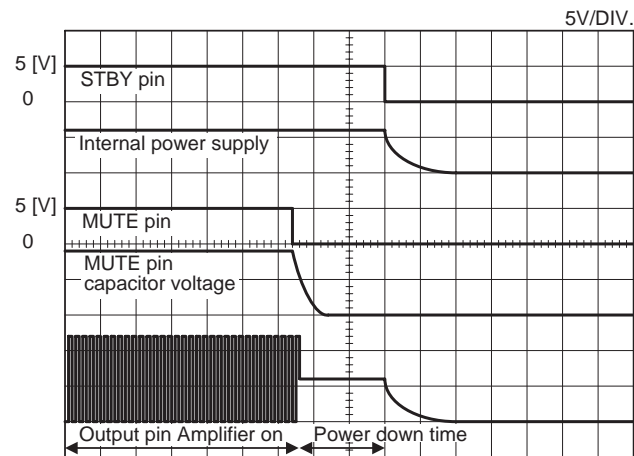 5V/DIV.
5 [V]
STBY pin
0
Internal power supply
5 [V]
MUTE pin
0
MUTE pin
capacitor voltage
Output pin Amplifier on
Power down time